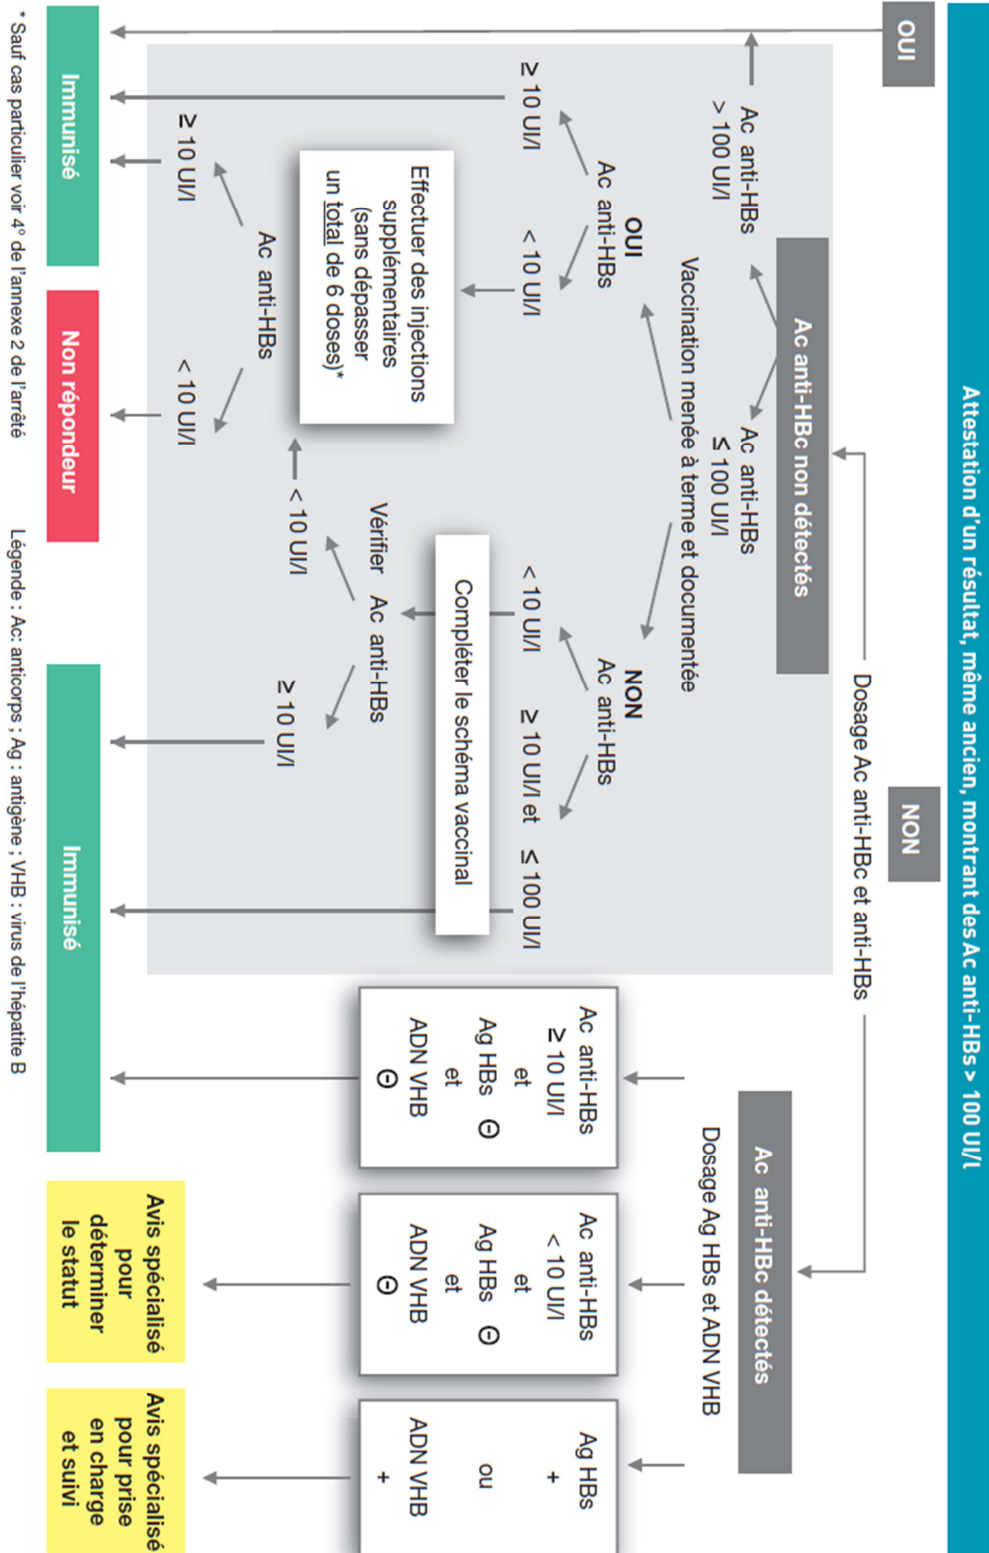 Attestation d'un résultat, même ancien, montrant des Ac anti-HBs > 100 UI/l
OUI
NON
Dosage Ac anti-HBc et anti-HBs
Ac anti-HBc non détectés
Ac anti-HBc détectés
Ac anti-HBs
> 100 UI/l
Ac anti-HBs
≤ 100 UI/l
Dosage Ag HBs et ADN VHB
Vaccination menée à terme et documentée
OUI
Ac anti-HBs
NON
Ac anti-HBs
≥ 10 UI/l
< 10 UI/l
< 10 UI/l
≥ 10 UI/l et ≤ 100 UI/l
Effectuer des injections
supplémentaires
(sans dépasser
un total de 6 doses)*
Compléter le schéma vaccinal
Vérifier Ac anti-HBs
< 10 UI/l
≥ 10 UI/l
Ac anti-HBs
≥ 10 UI/l
< 10 UI/l
Ac anti-HBs
≥ 10 UI/l
et
Ag HBs ⊖
et
ADN VHB
⊖
Ac anti-HBs
< 10 UI/l
et
Ag HBs ⊖
et
ADN VHB
⊖
Ag HBs
+
ou
ADN VHB
+
Immunisé
Non répondeur
Immunisé
Avis spécialisé
pour
déterminer
le statut
Avis spécialisé
pour prise
en charge
et suivi
* Sauf cas particulier voir 4° de l'annexe 2 de l'arrêté
Légende : Ac: anticorps ; Ag : antigène ; VHB : virus de l'hépatite B